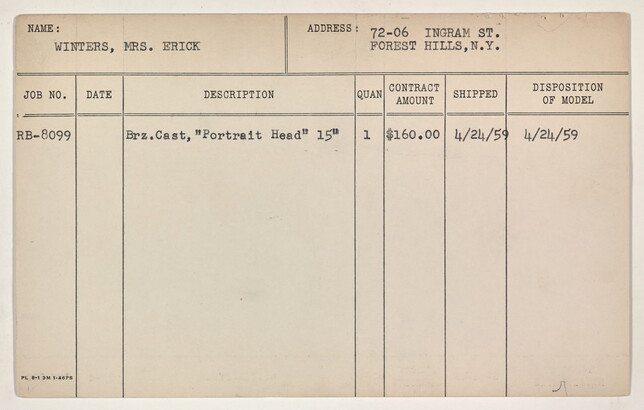 NAME:
WINTERS, MRS. ERICK
ADDRESS: 72-06 INGRAM ST.
FOREST HILLS,N.Y.
JOB NO. DATE DESCRIPTION QUAN CONTRACT AMOUNT SHIPPED DISPOSITION OF MODEL
RB-8099 Brz.Cast,"Portrait Head" 15" 1 $160.00 4/24/59 4/24/59